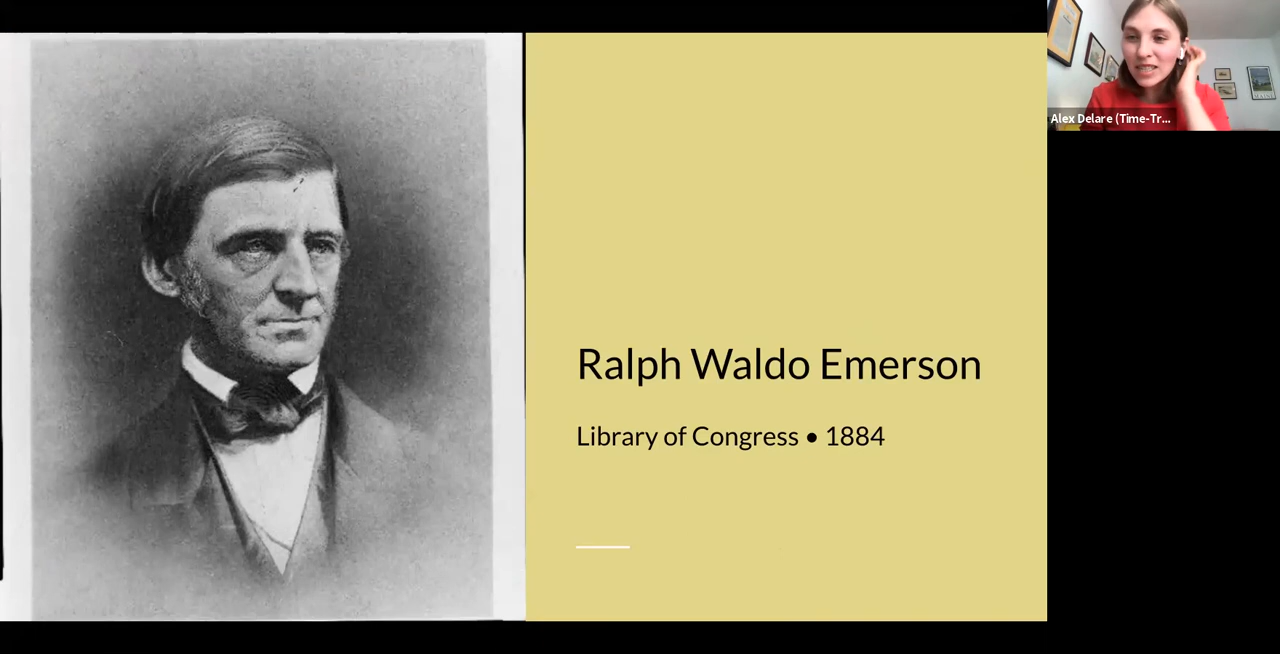 Ralph Waldo Emerson
Library of Congress • 1884
Alex Delare (Time-Tr...